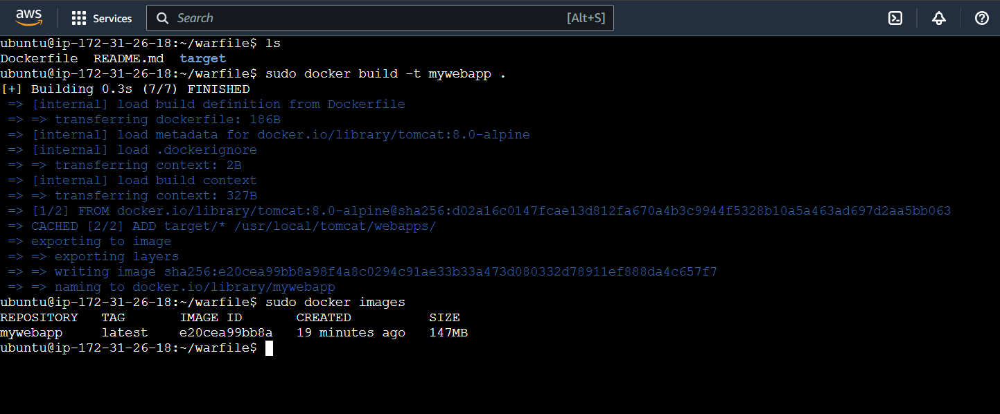 aws Services Search [Alt+S]
ubuntu@ip-172-31-26-18:~/warfile$ ls
Dockerfile  README.md  target
ubuntu@ip-172-31-26-18:~/warfile$ sudo docker build -t mywebapp .
[+] Building 0.3s (7/7) FINISHED
 => [internal] load build definition from Dockerfile
 => => transferring dockerfile: 186B
 => [internal] load metadata for docker.io/library/tomcat:8.0-alpine
 => [internal] load .dockerignore
 => => transferring context: 2B
 => [internal] load build context
 => => transferring context: 327B
 => [1/2] FROM docker.io/library/tomcat:8.0-alpine@sha256:d02a16c0147fcae13d812fa670a4b3c9944f5328b10a5a463ad697d2aa5bb063
 => CACHED [2/2] ADD target/* /usr/local/tomcat/webapps/
 => exporting to image
 => => exporting layers
 => => writing image sha256:e20cea99bb8a98f4a8c0294c91ae33b33a473d080332d78911ef888da4c657f7
 => => naming to docker.io/library/mywebapp
ubuntu@ip-172-31-26-18:~/warfile$ sudo docker images
REPOSITORY   TAG       IMAGE ID       CREATED          SIZE
mywebapp     latest    e20cea99bb8a   19 minutes ago   147MB
ubuntu@ip-172-31-26-18:~/warfile$